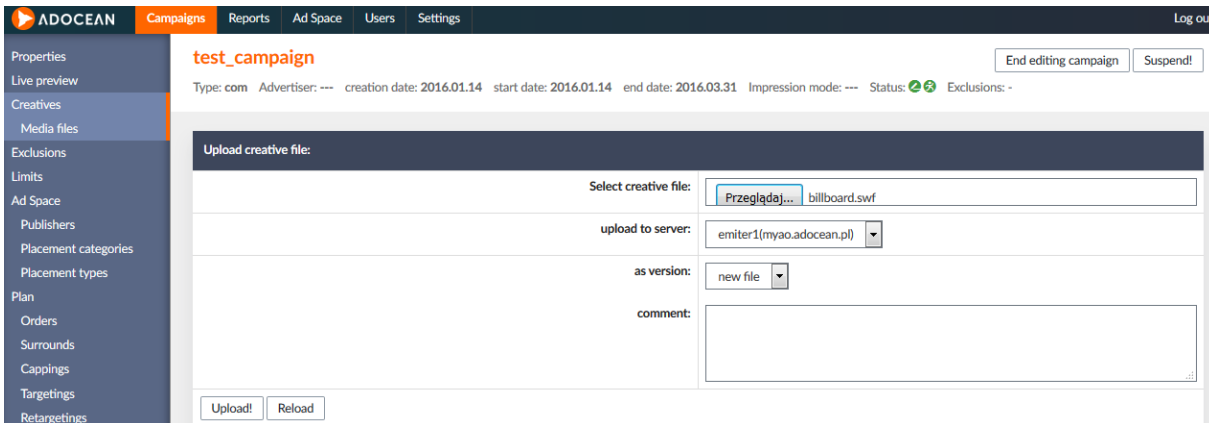 ADOCEAN Campaigns Reports Ad Space Users Settings Log ou
Properties
Live preview
Creatives
Media files
Exclusions
Limits
Ad Space
Publishers
Placement categories
Placement types
Plan
Orders
Surrounds
Cappings
Targetings
Retargetings
test_campaign
End editing campaign Suspend!
Type: com Advertiser: --- creation date: 2016.01.14 start date: 2016.01.14 end date: 2016.03.31 Impression mode: --- Status: Exclusions: -
Upload creative file:
Select creative file: Przeglądaj... billboard.swf
upload to server: emiter1(myao.adocean.pl)
as version: new file
comment:
Upload! Reload